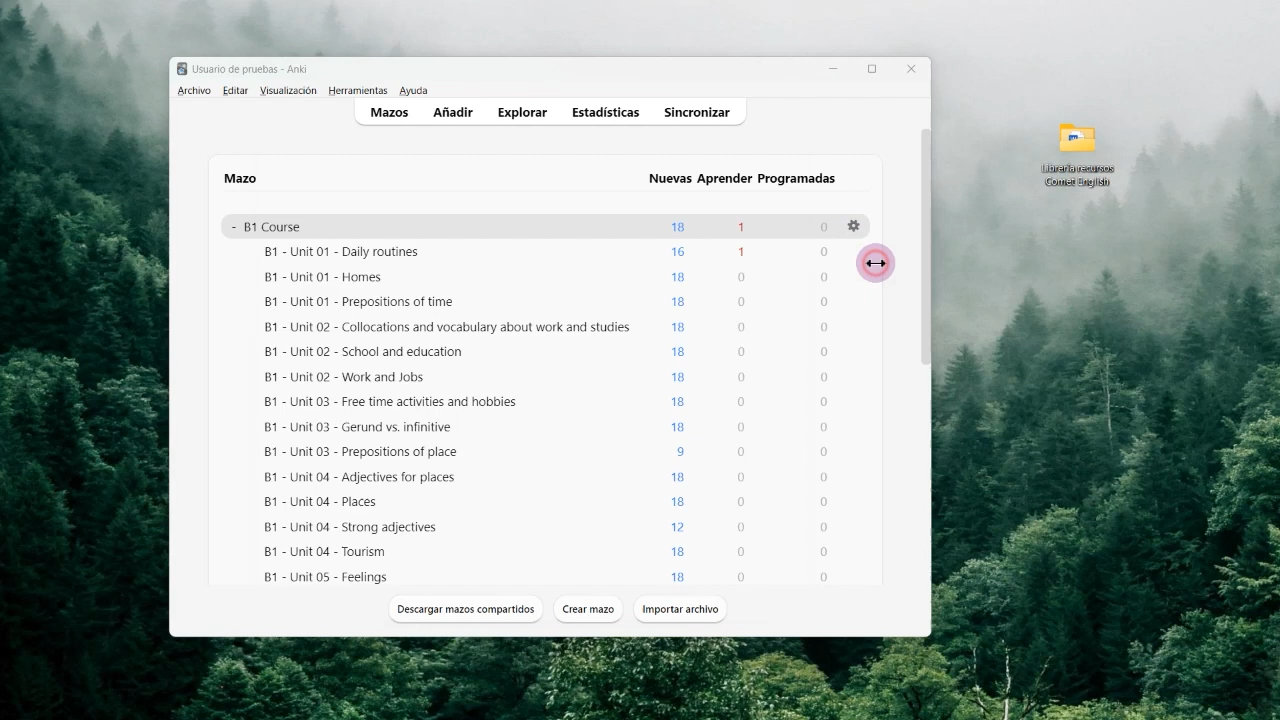 Usuario de pruebas - Anki
Archivo Editar Visualización Herramientas Ayuda
Mazos Añadir Explorar Estadísticas Sincronizar
Mazo Nuevas Aprender Programadas
- B1 Course 18 1 0
B1 - Unit 01 - Daily routines 16 1 0
B1 - Unit 01 - Homes 18 0 0
B1 - Unit 01 - Prepositions of time 18 0 0
B1 - Unit 02 - Collocations and vocabulary about work and studies 18 0 0
B1 - Unit 02 - School and education 18 0 0
B1 - Unit 02 - Work and Jobs 18 0 0
B1 - Unit 03 - Free time activities and hobbies 18 0 0
B1 - Unit 03 - Gerund vs. infinitive 18 0 0
B1 - Unit 03 - Prepositions of place 9 0 0
B1 - Unit 04 - Adjectives for places 18 0 0
B1 - Unit 04 - Places 18 0 0
B1 - Unit 04 - Strong adjectives 12 0 0
B1 - Unit 04 - Tourism 18 0 0
B1 - Unit 05 - Feelings 18 0 0
Descargar mazos compartidos Crear mazo Importar archivo
Librería recursos
Comet English